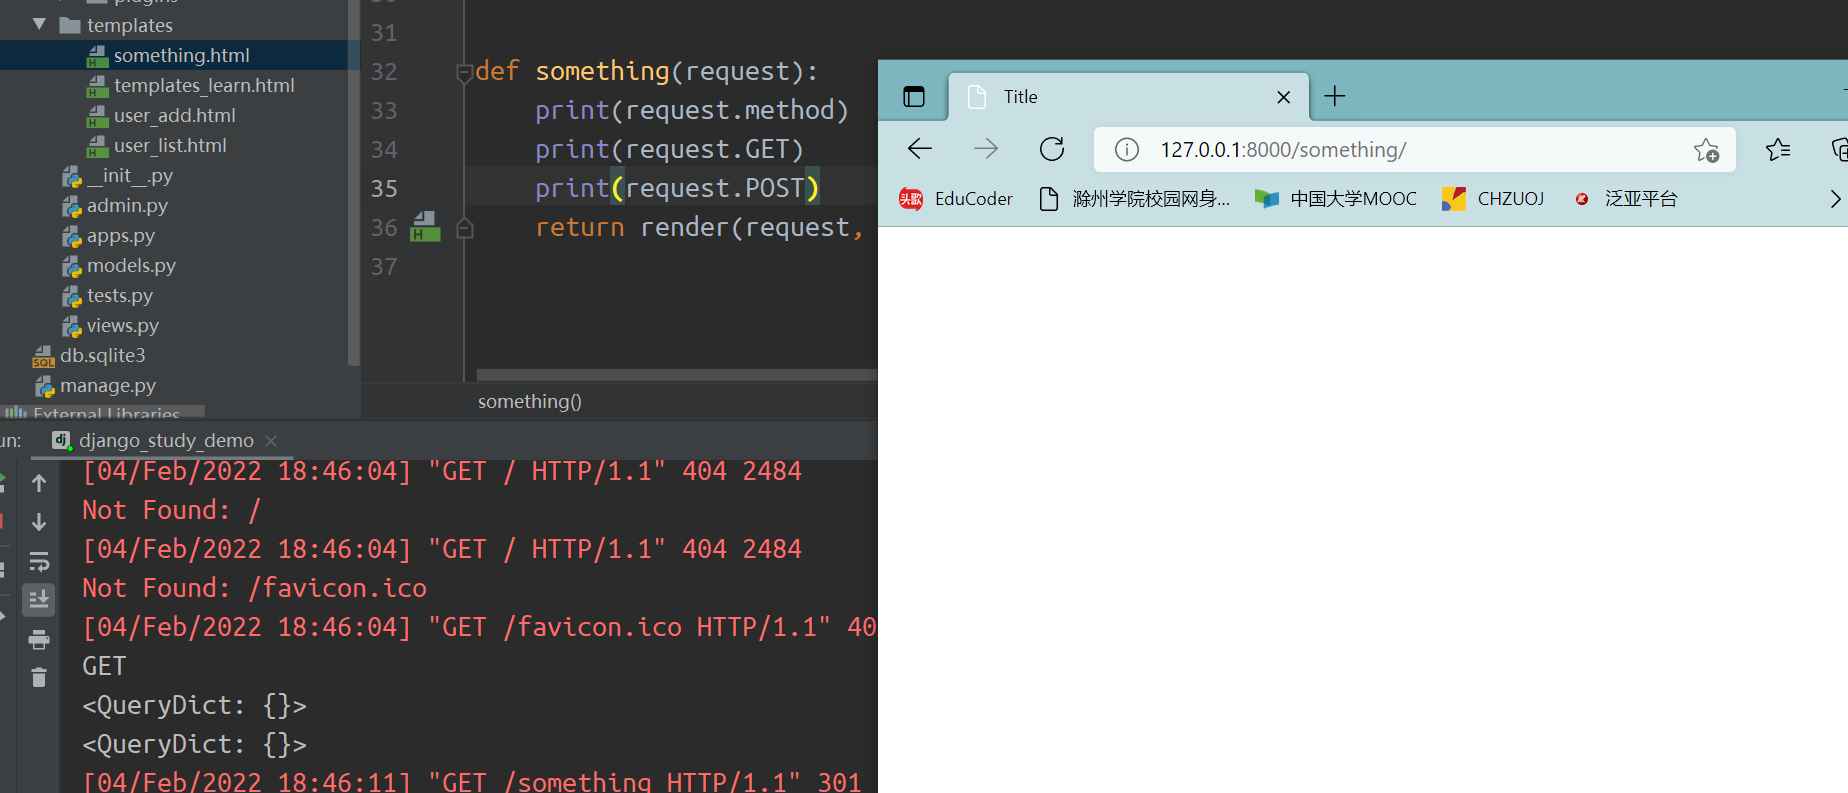 templates
something.html
templates_learn.html
user_add.html
user_list.html
__init__.py
admin.py
apps.py
models.py
tests.py
views.py
db.sqlite3
manage.py
External Libraries
31
32 def something(request):
33 print(request.method)
34 print(request.GET)
35 print(request.POST)
36 return render(request,
37
something()
Title
127.0.0.1:8000/something/
EduCoder 滁州学院校园网身... 中国大学MOOC CHZUOJ 泛亚平台
un: django_study_demo
[04/Feb/2022 18:46:04] "GET / HTTP/1.1" 404 2484
Not Found: /
[04/Feb/2022 18:46:04] "GET / HTTP/1.1" 404 2484
Not Found: /favicon.ico
[04/Feb/2022 18:46:04] "GET /favicon.ico HTTP/1.1" 40
GET
<QueryDict: {}>
<QueryDict: {}>
[04/Feb/2022 18:46:11] "GET /something HTTP/1.1" 301